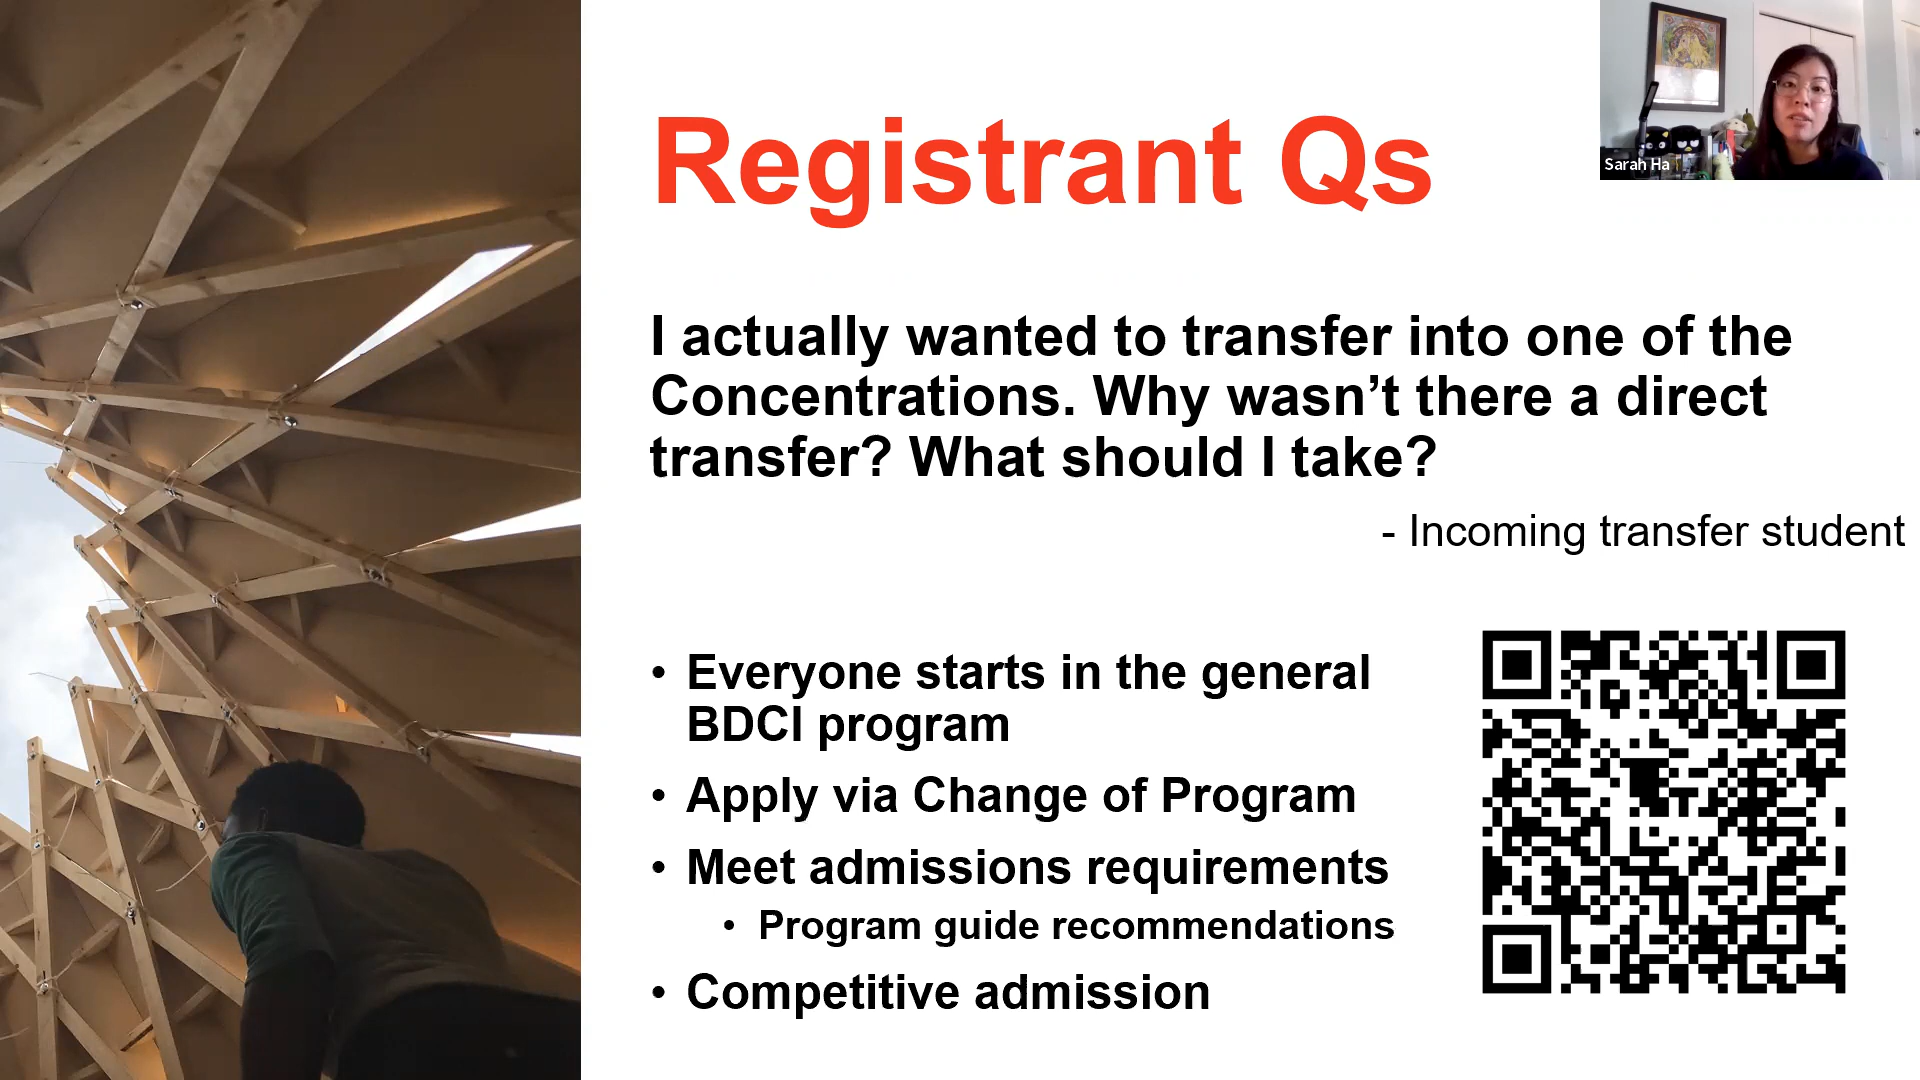 Registrant Qs
Sarah Ha
I actually wanted to transfer into one of the
Concentrations. Why wasn’t there a direct
transfer? What should I take?
- Incoming transfer student
• Everyone starts in the general
BDCI program
• Apply via Change of Program
• Meet admissions requirements
• Program guide recommendations
• Competitive admission